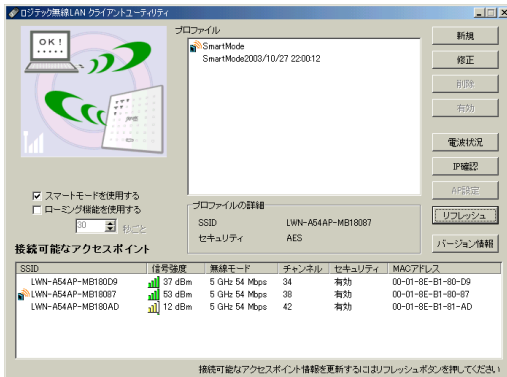 ロジテック無線LAN クライアントユーティリティ
OK!
プロファイル
SmartMode
SmartMode2003/10/27 22:00:12
新規
修正
削除
有効
電波状況
IP確認
AP設定
リフレッシュ
バージョン情報
スマートモードを使用する
ローミング機能を使用する
30 秒ごと
プロファイルの詳細
SSID LWN-A54AP-MB18087
セキュリティ AES
接続可能なアクセスポイント
SSID 信号強度 無線モード チャンネル セキュリティ MACアドレス
LWN-A54AP-MB180D9 37 dBm 5 GHz 54 Mbps 34 有効 00-01-8E-B1-80-D9
LWN-A54AP-MB18087 53 dBm 5 GHz 54 Mbps 38 有効 00-01-8E-B1-80-87
LWN-A54AP-MB180AD 12 dBm 5 GHz 54 Mbps 42 有効 00-01-8E-B1-81-AD
接続可能なアクセスポイント情報を更新するにはリフレッシュボタンを押してください